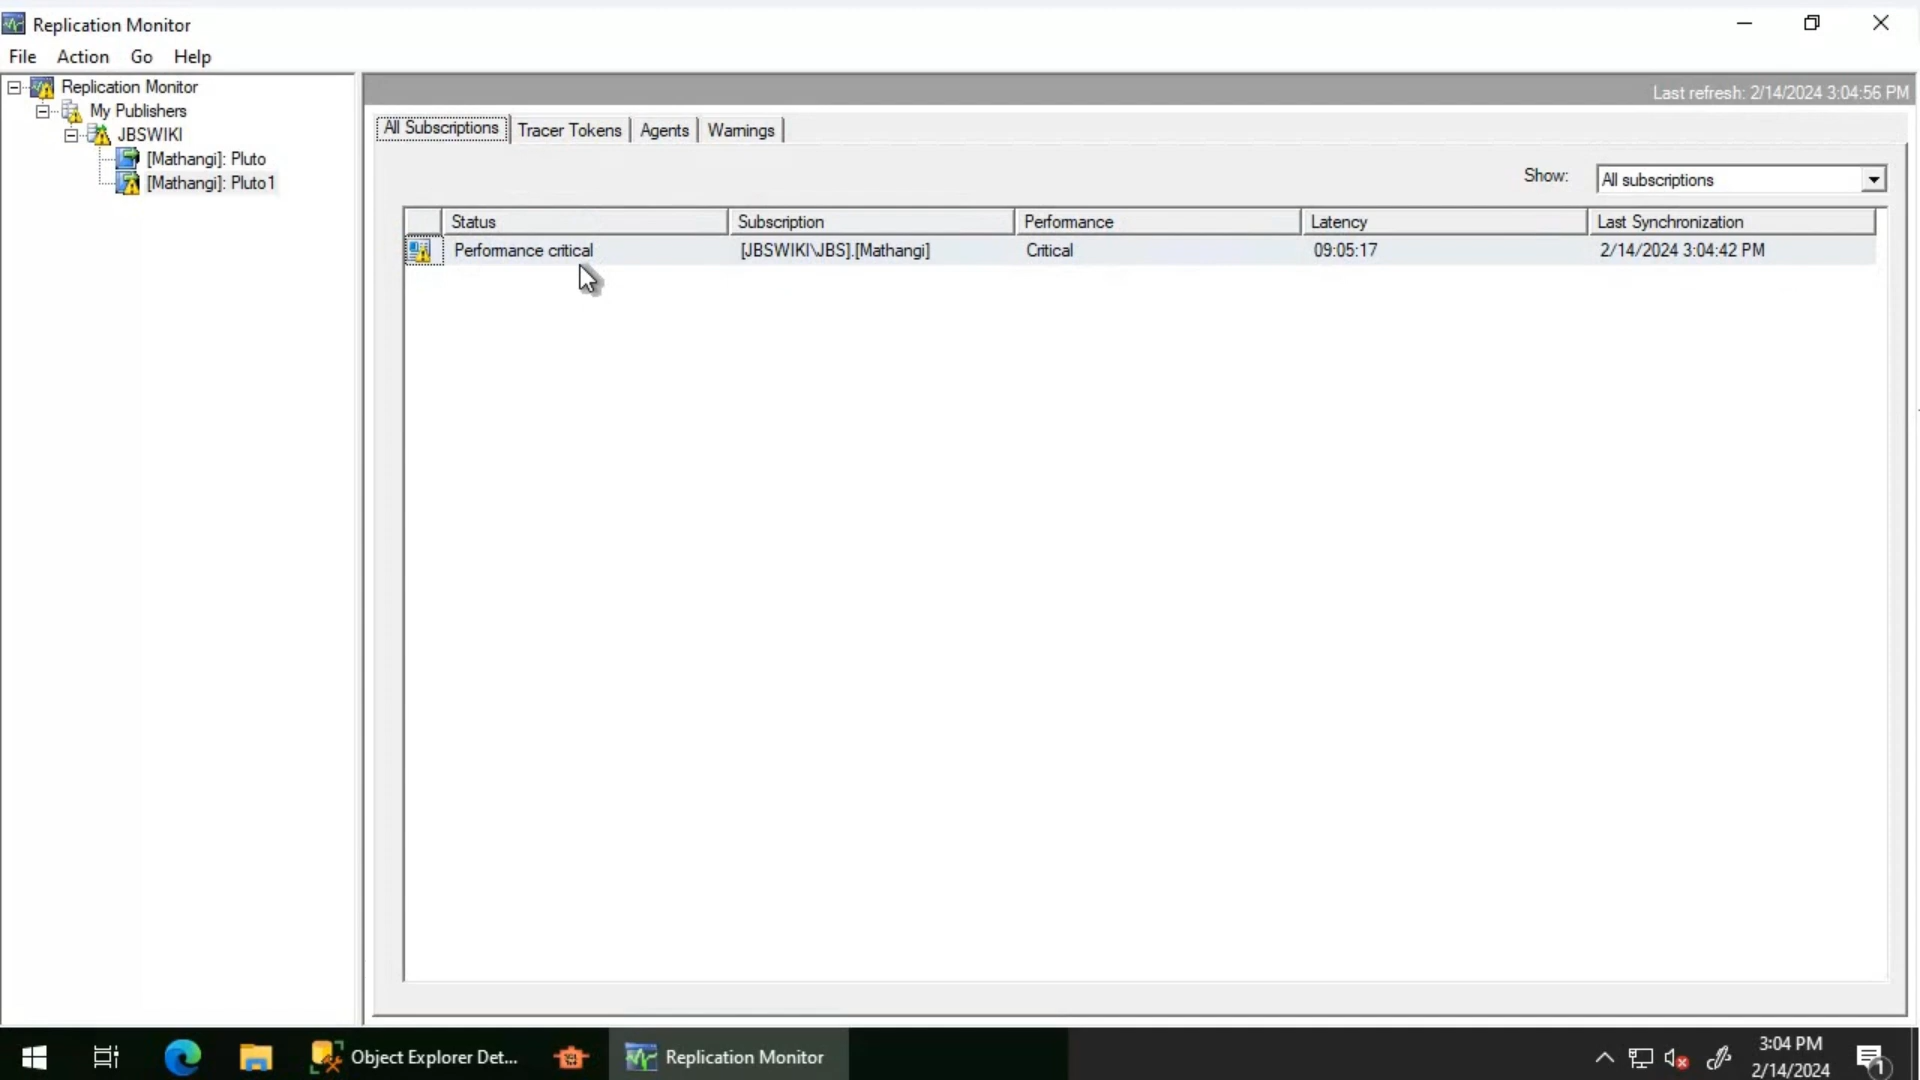 Replication Monitor
File Action Go Help
Replication Monitor
My Publishers
JBSWIKI
[Mathangi]: Pluto
[Mathangi]: Pluto1
Last refresh: 2/14/2024 3:04:56 PM
All Subscriptions Tracer Tokens Agents Warnings
Show: All subscriptions
Status Subscription Performance Latency Last Synchronization
Performance critical [JBSWIKI\JBS].[Mathangi] Critical 09:05:17 2/14/2024 3:04:42 PM
Object Explorer Det... Replication Monitor
3:04 PM
2/14/2024
1